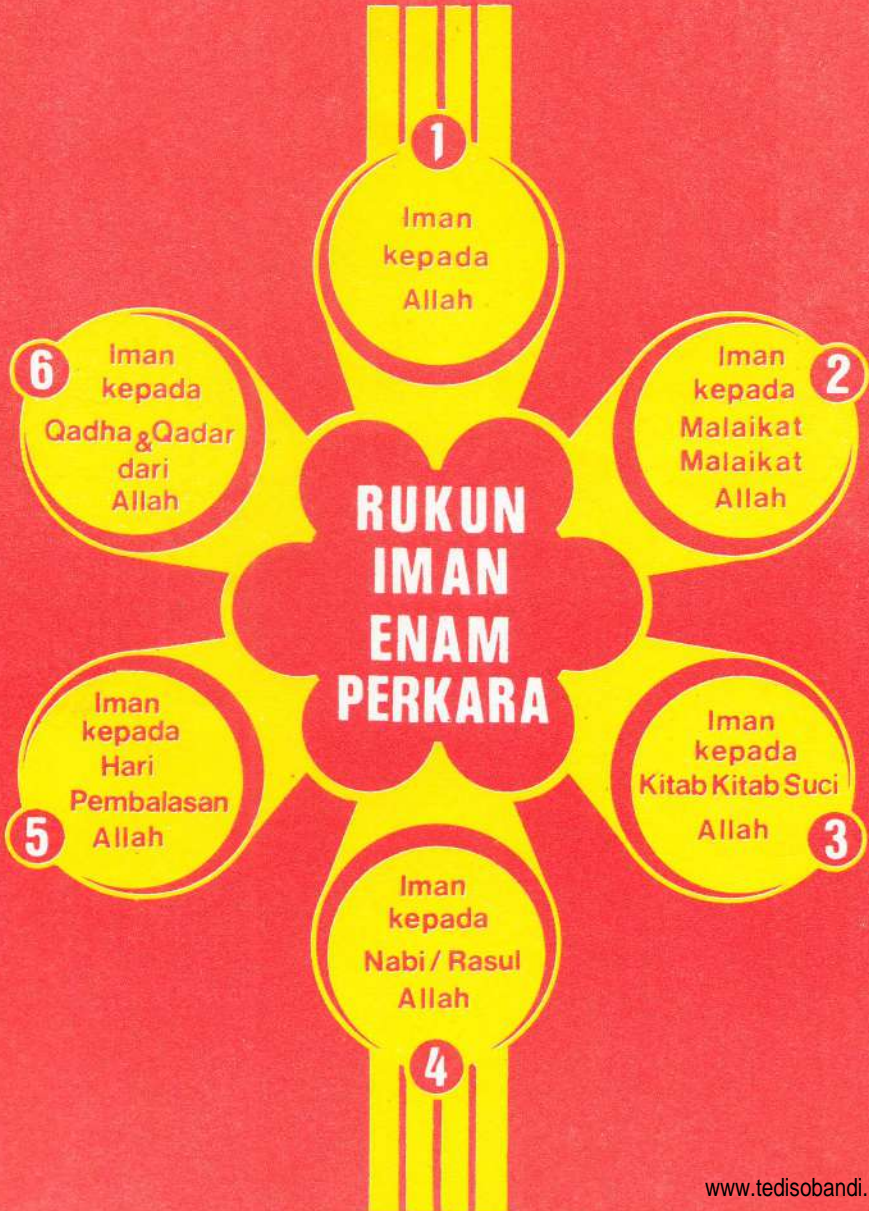 RUKUN
IMAN
ENAM
PERKARA
1
Iman
kepada
Allah
2
Iman
kepada
Malaikat
Malaikat
Allah
3
Iman
kepada
Kitab Kitab Suci
Allah
4
Iman
kepada
Nabi / Rasul
Allah
5
Iman
kepada
Hari
Pembalasan
Allah
6
Iman
kepada
Qadha & Qadar
dari
Allah
www.tedisobandi.